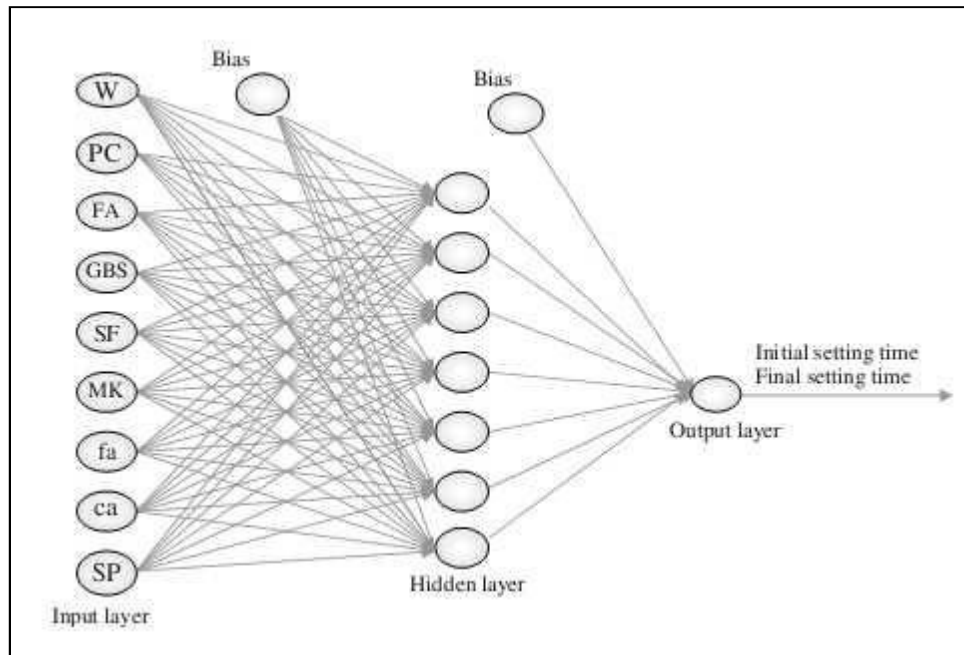 Bias
Bias
W
PC
FA
GBS
SF
MK
fa
ca
SP
Input layer
Hidden layer
Initial setting time
Final setting time
Output layer